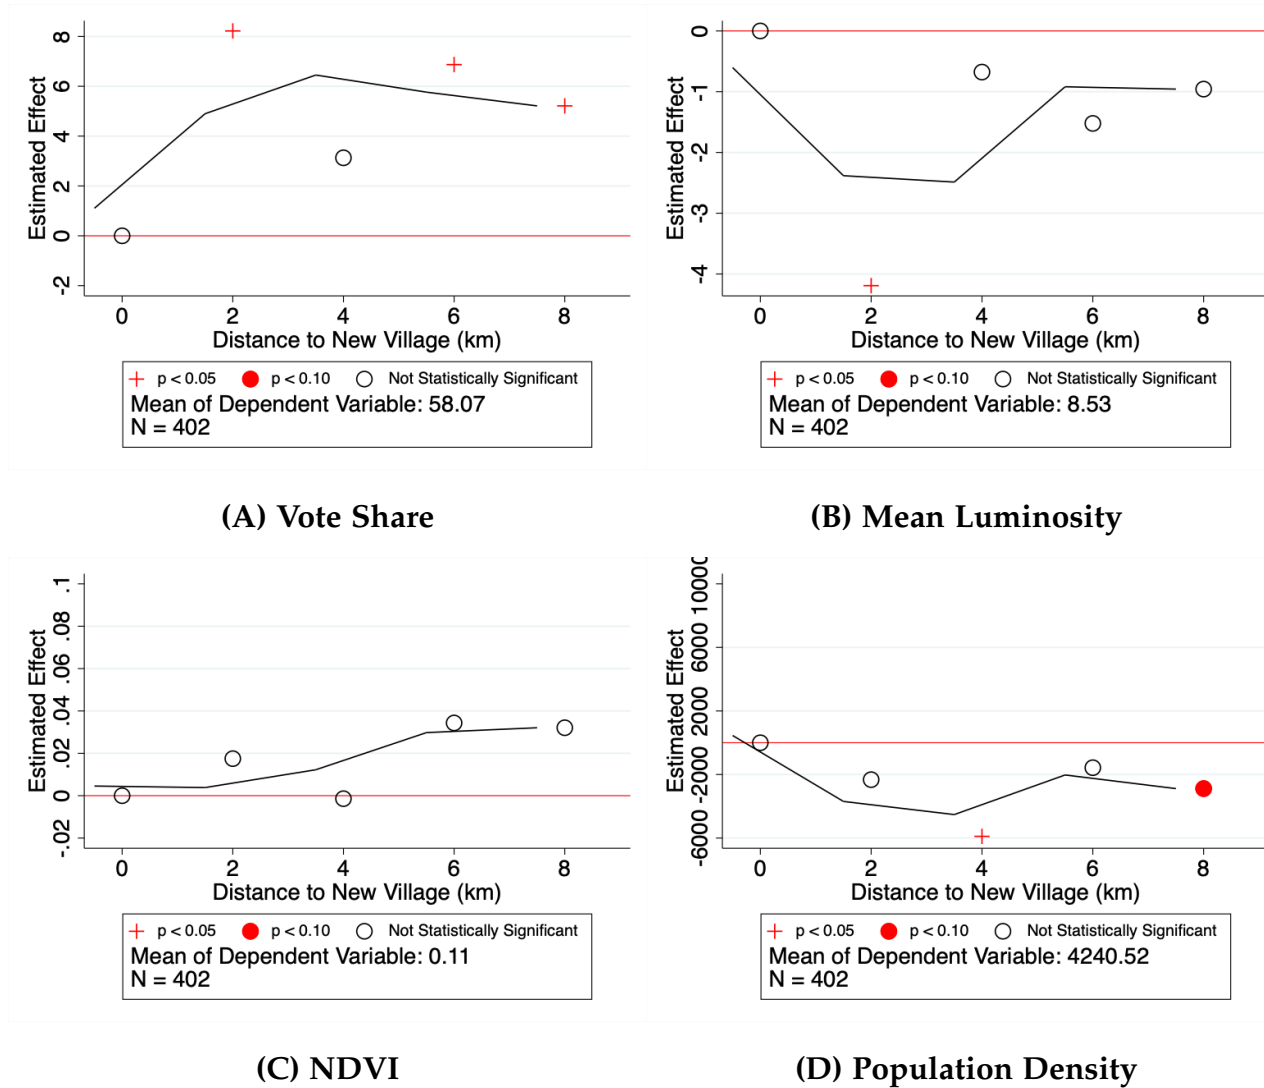 Estimated Effect
8
6
4
2
0
-2
0 2 4 6 8
Distance to New Village (km)
p < 0.05 p < 0.10 Not Statistically Significant
Mean of Dependent Variable: 58.07
N = 402
(A) Vote Share
Estimated Effect
0
-1
-2
-3
-4
0 2 4 6 8
Distance to New Village (km)
p < 0.05 p < 0.10 Not Statistically Significant
Mean of Dependent Variable: 8.53
N = 402
(B) Mean Luminosity
Estimated Effect
.1
.08
.06
.04
.02
0
-.02
0 2 4 6 8
Distance to New Village (km)
p < 0.05 p < 0.10 Not Statistically Significant
Mean of Dependent Variable: 0.11
N = 402
(C) NDVI
Estimated Effect
10000
6000
2000
-2000
-6000
0 2 4 6 8
Distance to New Village (km)
p < 0.05 p < 0.10 Not Statistically Significant
Mean of Dependent Variable: 4240.52
N = 402
(D) Population Density